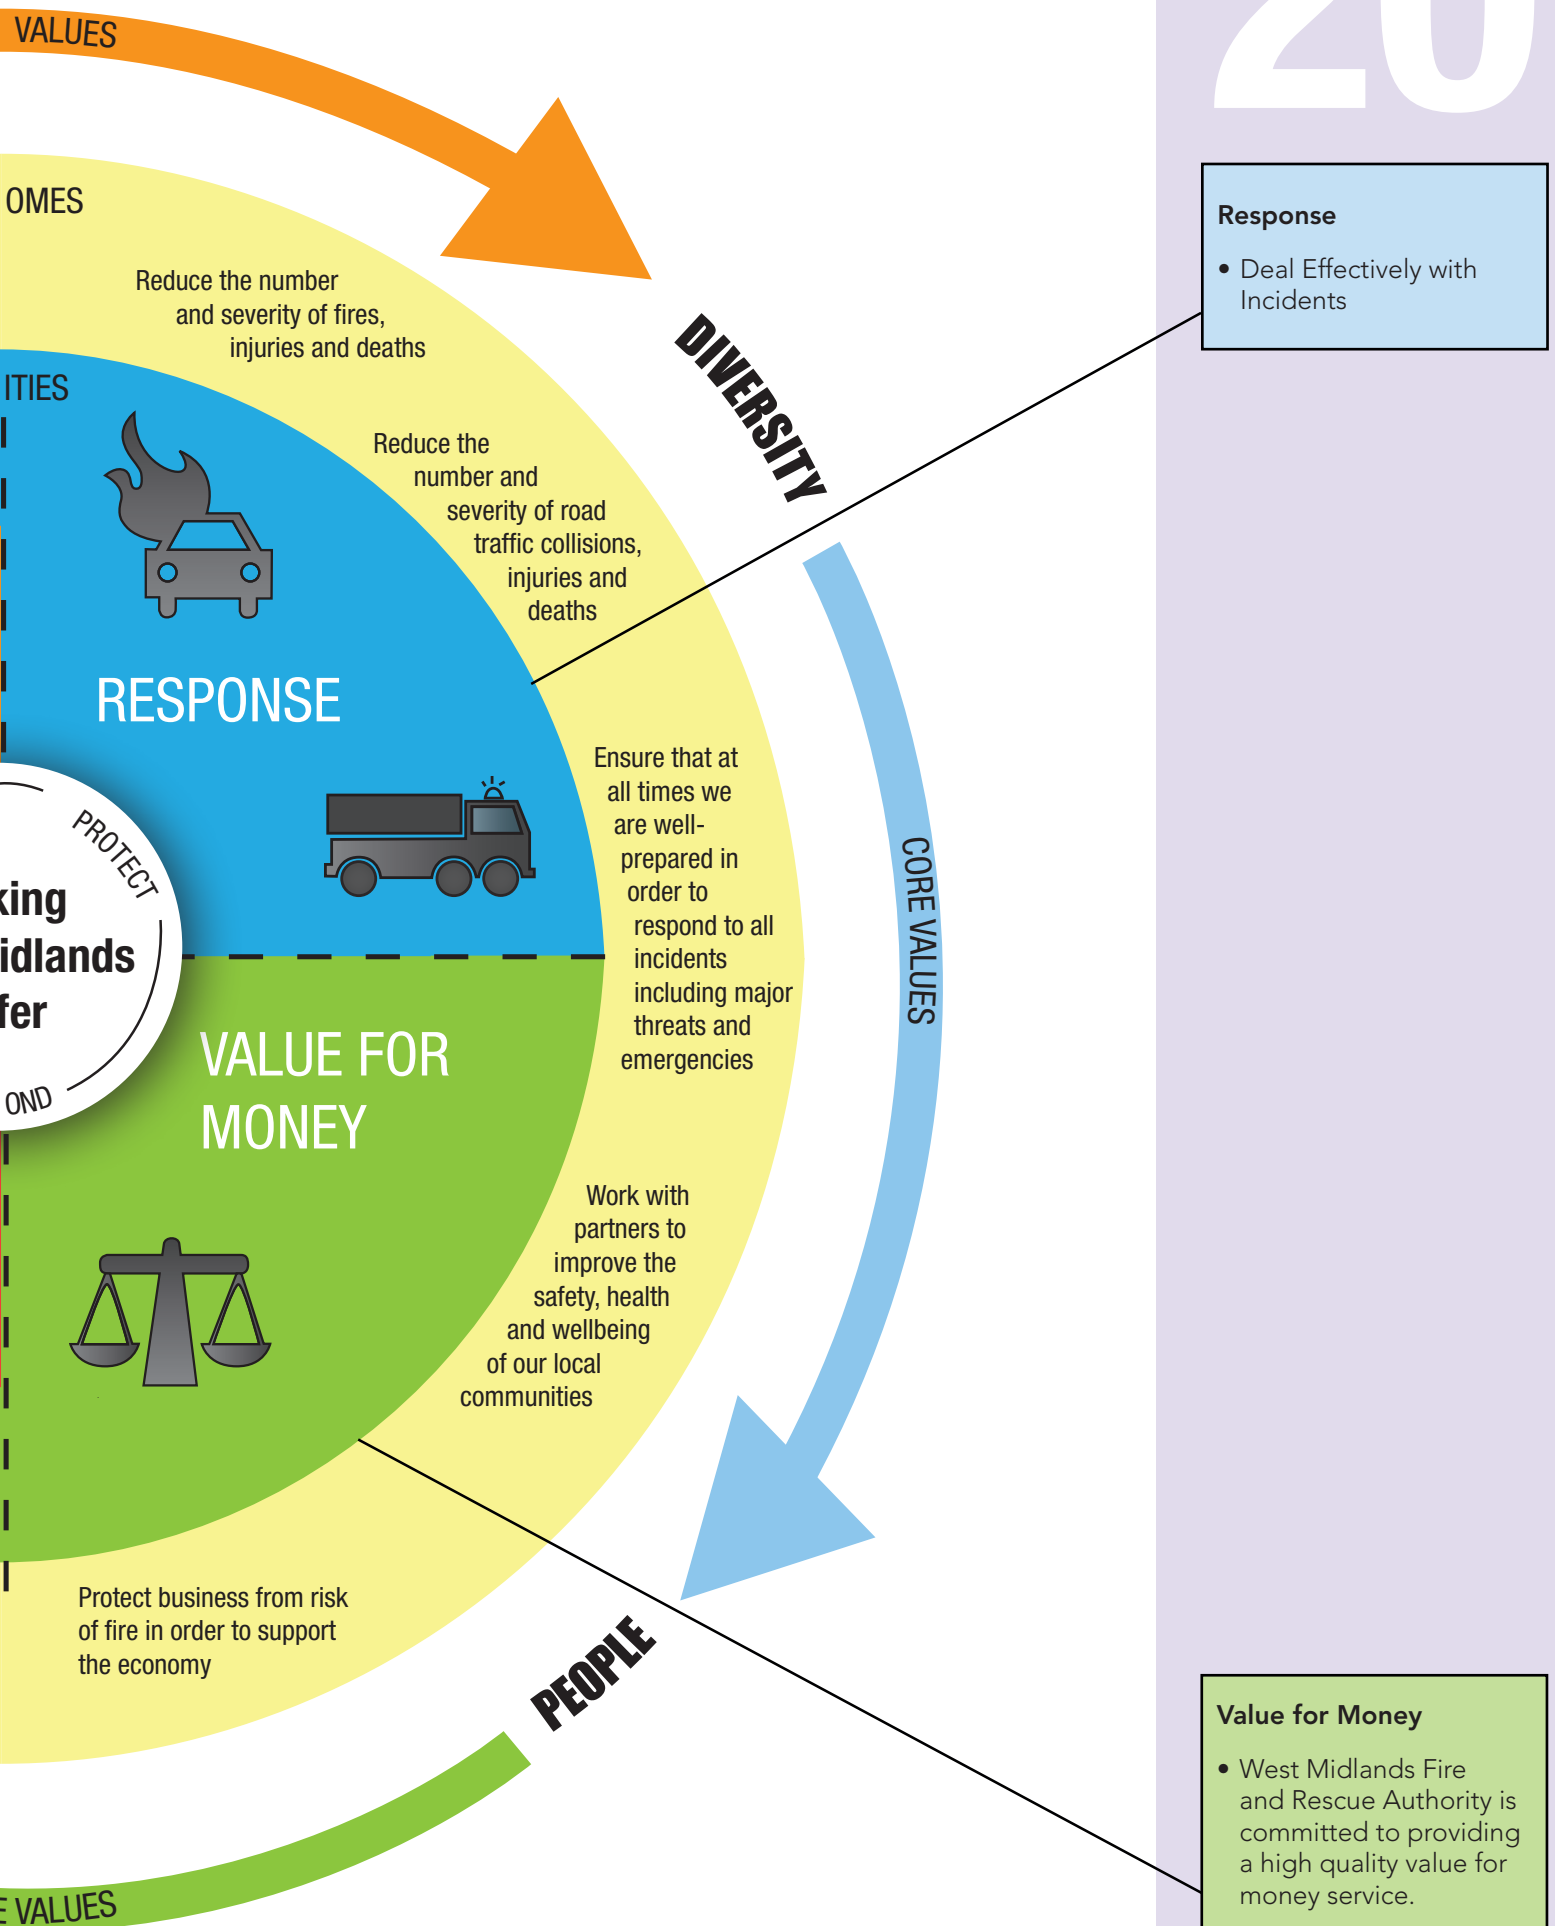 VALUES
20
OMES
Response
• Deal Effectively with
Incidents
Reduce the number
and severity of fires,
injuries and deaths
DIVERSITY
ITIES
Reduce the
number and
severity of road
traffic collisions,
injuries and
deaths
RESPONSE
Ensure that at
all times we
are well-
prepared in
order to
respond to all
incidents
including major
threats and
emergencies
CORE VALUES
PROTECT
king
idlands
fer
OND
VALUE FOR
MONEY
Work with
partners to
improve the
safety, health
and wellbeing
of our local
communities
Protect business from risk
of fire in order to support
the economy
PEOPLE
E VALUES
Value for Money
• West Midlands Fire
and Rescue Authority is
committed to providing
a high quality value for
money service.